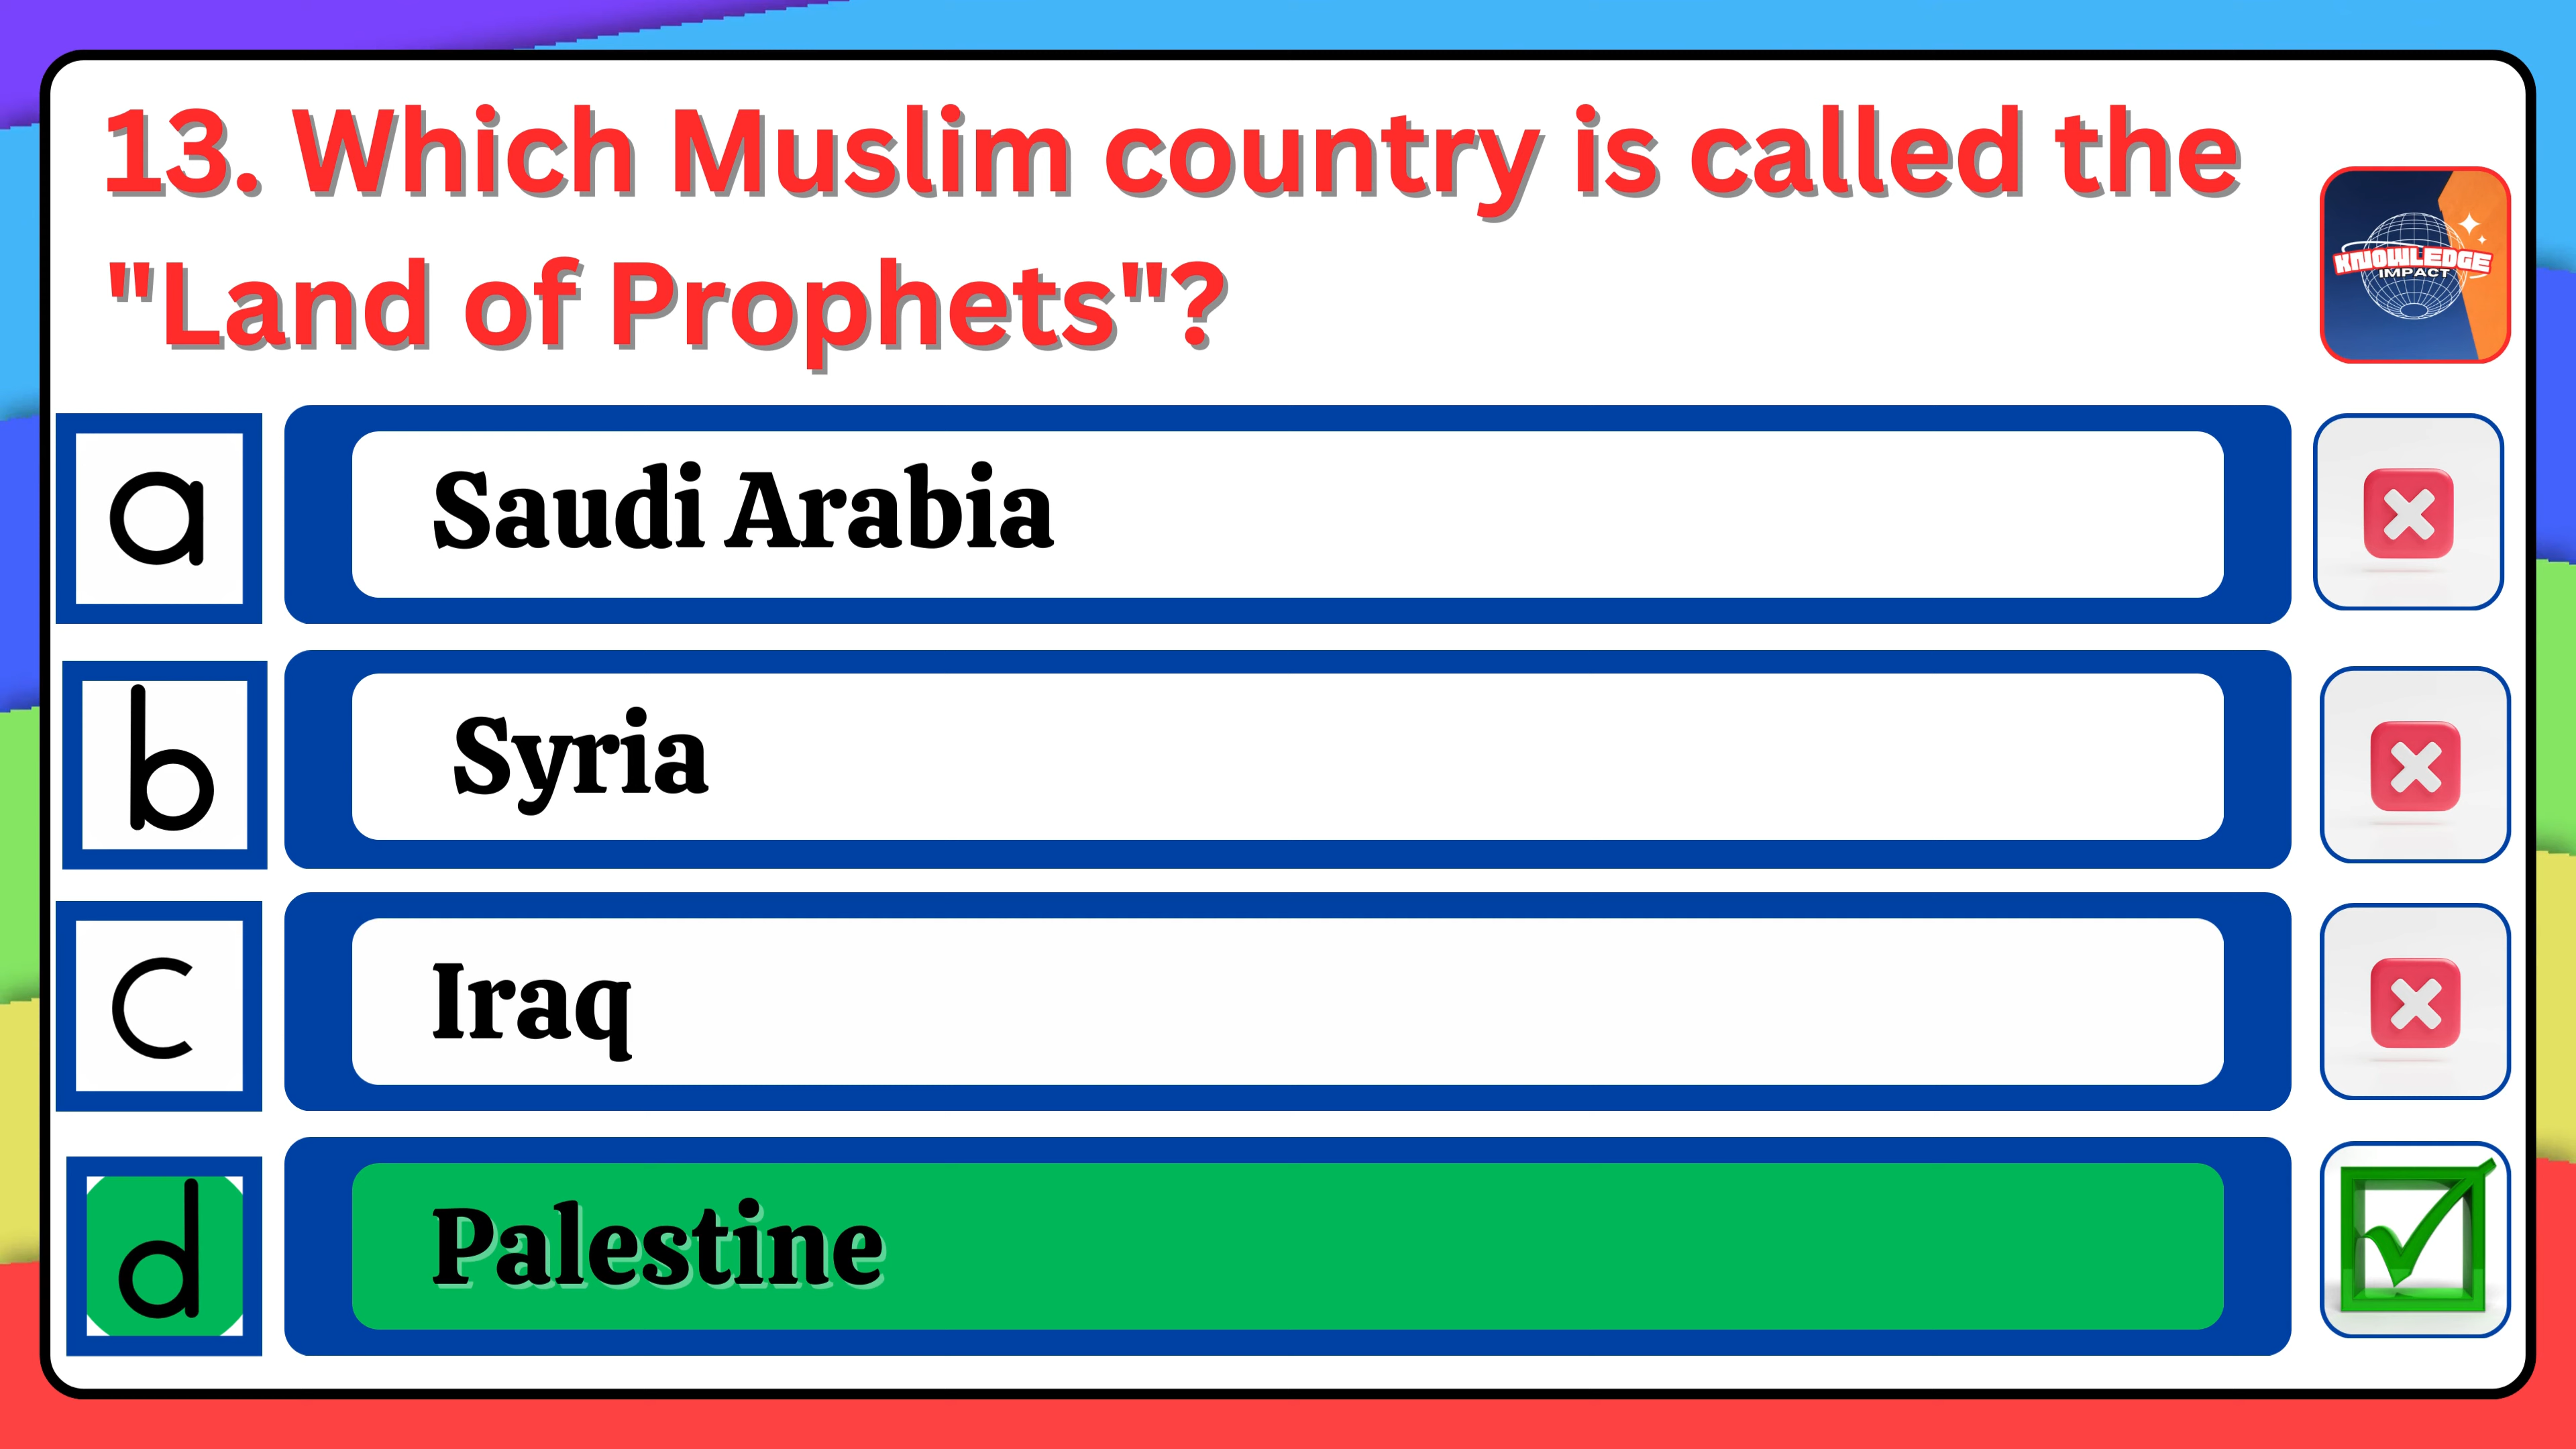 13. Which Muslim country is called the
"Land of Prophets"?
KNOWLEDGE
IMPACT
a
Saudi Arabia
b
Syria
c
Iraq
d
Palestine